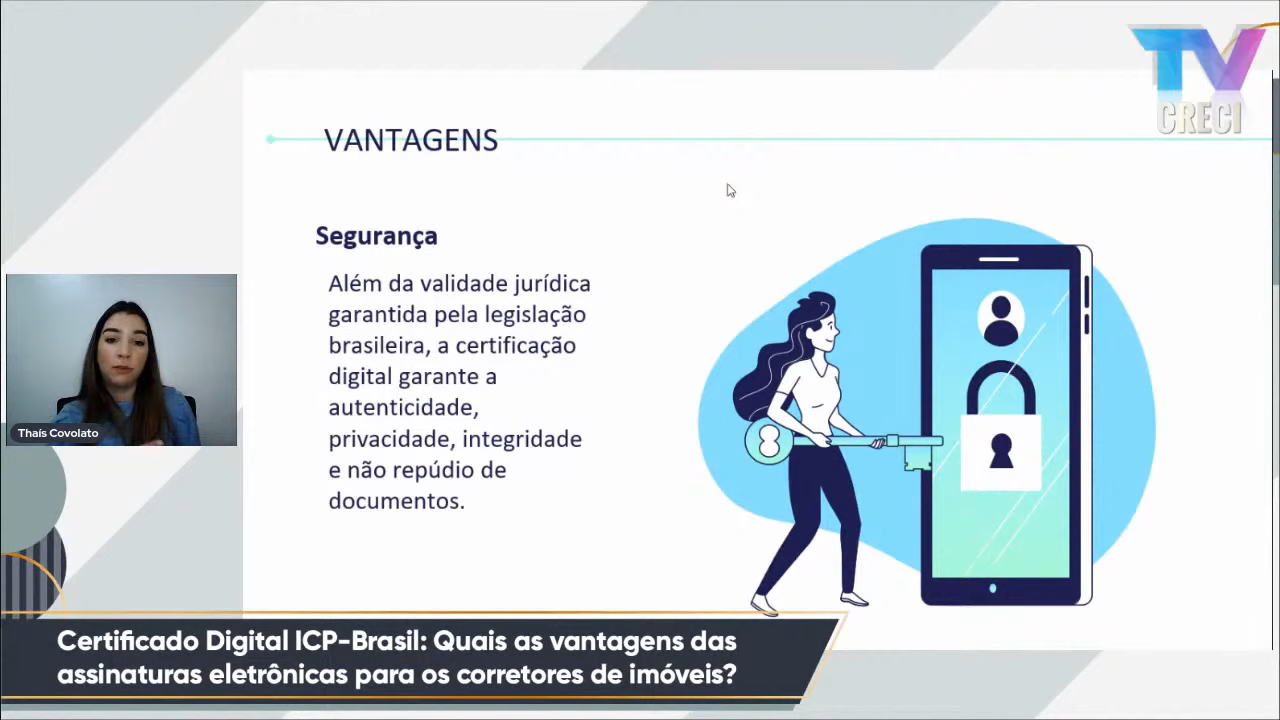 TV
CRECI
VANTAGENS
Segurança
Além da validade jurídica
garantida pela legislação
brasileira, a certificação
digital garante a
autenticidade,
privacidade, integridade
e não repúdio de
documentos.
Thaís Covolato
Certificado Digital ICP-Brasil: Quais as vantagens das
assinaturas eletrônicas para os corretores de imóveis?